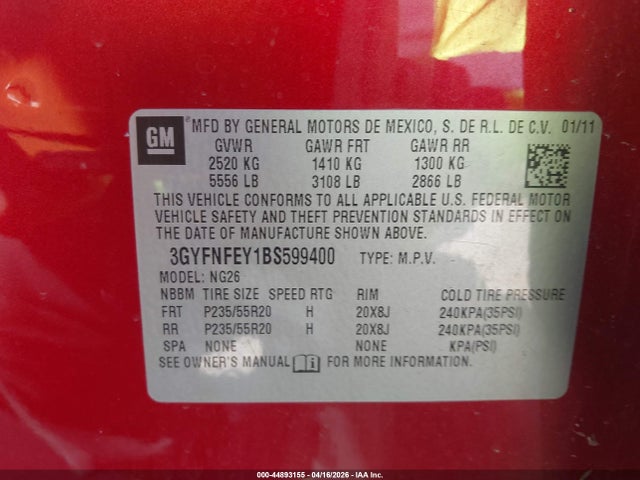 GM
® MFD BY GENERAL MOTORS DE MEXICO, S. DE R.L. DE C.V. 01/11
GVWR GAWR FRT GAWR RR
2520 KG 1410 KG 1300 KG
5556 LB 3108 LB 2866 LB
THIS VEHICLE CONFORMS TO ALL APPLICABLE U.S. FEDERAL MOTOR
VEHICLE SAFETY AND THEFT PREVENTION STANDARDS IN EFFECT ON
THE DATE OF MANUFACTURE SHOWN ABOVE.
3GYFNFEY1BS599400 TYPE: M.P.V.
MODEL: NG26
NBBM TIRE SIZE SPEED RTG RIM COLD TIRE PRESSURE
FRT P235/55R20 H 20X8J 240KPA(35PSI)
RR P235/55R20 H 20X8J 240KPA(35PSI)
SPA NONE NONE KPA(PSI)
SEE OWNER'S MANUAL i FOR MORE INFORMATION.
000-44893155 - 04/16/2026 - IAA Inc.